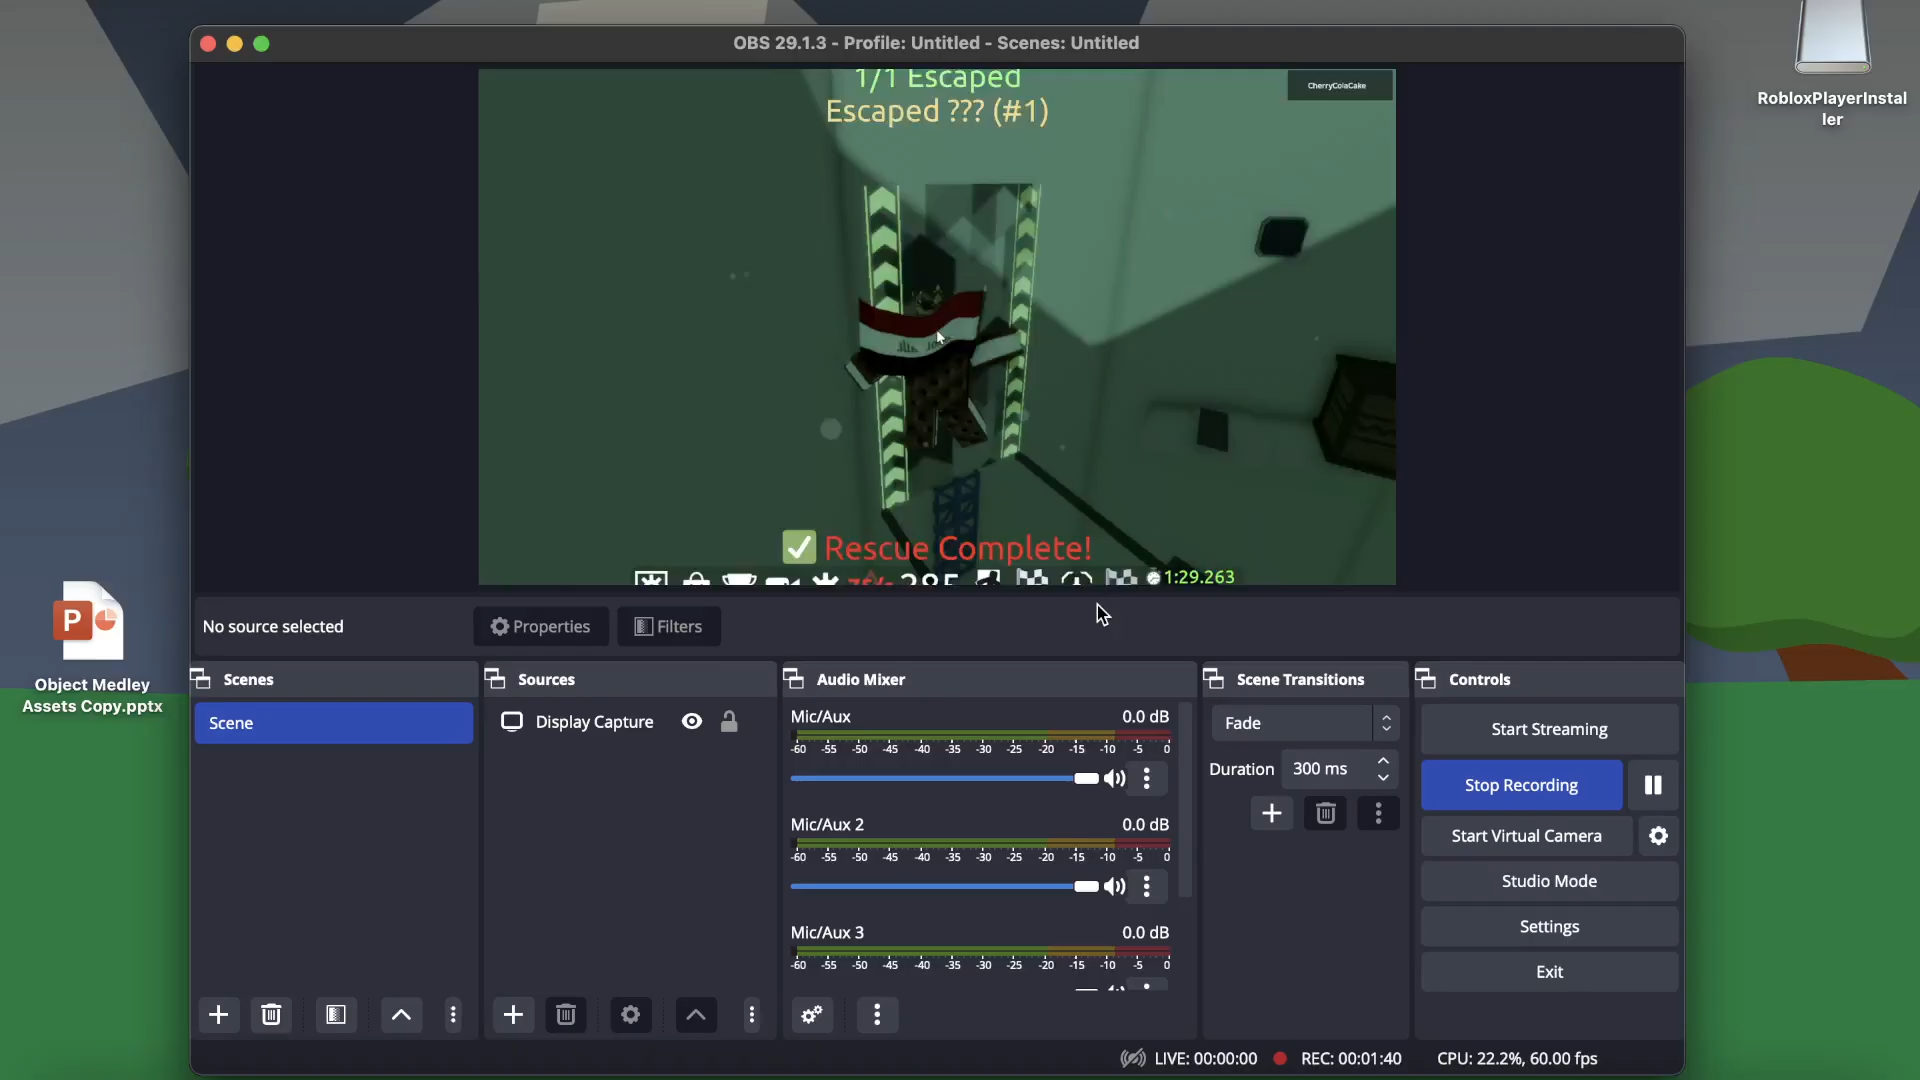 OBS 29.1.3 - Profile: Untitled - Scenes: Untitled
RobloxPlayerInstal
ler
1/1 Escaped
CherryColaCake
Escaped ??? (#1)
Rescue Complete!
1:29.263
No source selected
Properties
Filters
P
Object Medley
Assets Copy.pptx
Scenes
Sources
Audio Mixer
Scene Transitions
Controls
Scene
Display Capture
Mic/Aux
0.0 dB
-60 -55 -50 -45 -40 -35 -30 -25 -20 -15 -10 -5 0
Mic/Aux 2
0.0 dB
-60 -55 -50 -45 -40 -35 -30 -25 -20 -15 -10 -5 0
Mic/Aux 3
0.0 dB
-60 -55 -50 -45 -40 -35 -30 -25 -20 -15 -10 -5 0
Fade
Duration
300 ms
Start Streaming
Stop Recording
Start Virtual Camera
Studio Mode
Settings
Exit
LIVE: 00:00:00
REC: 00:01:40
CPU: 22.2%, 60.00 fps